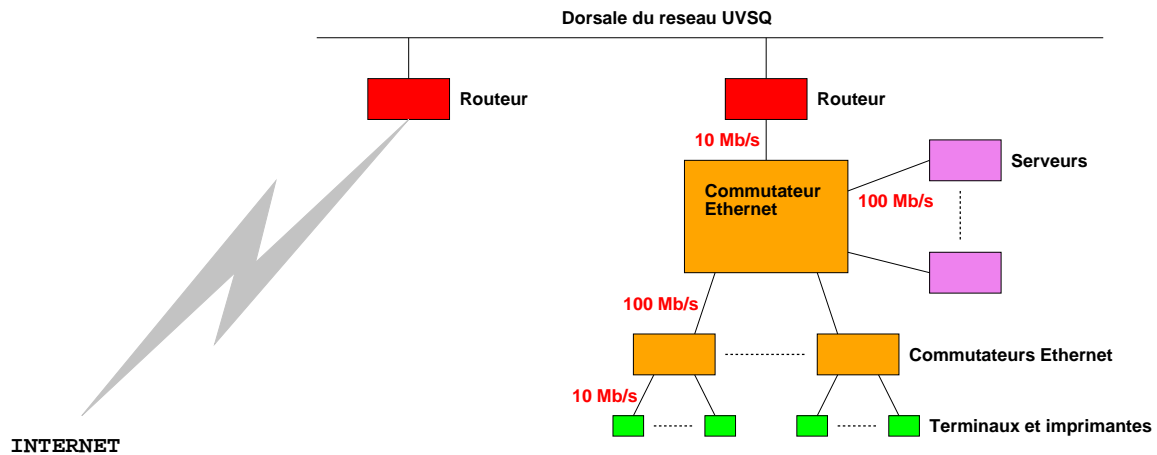 Dorsale du reseau UVSQ
Routeur
Routeur
10 Mb/s
Commutateur
Ethernet
Serveurs
100 Mb/s
100 Mb/s
Commutateurs Ethernet
10 Mb/s
Terminaux et imprimantes
INTERNET